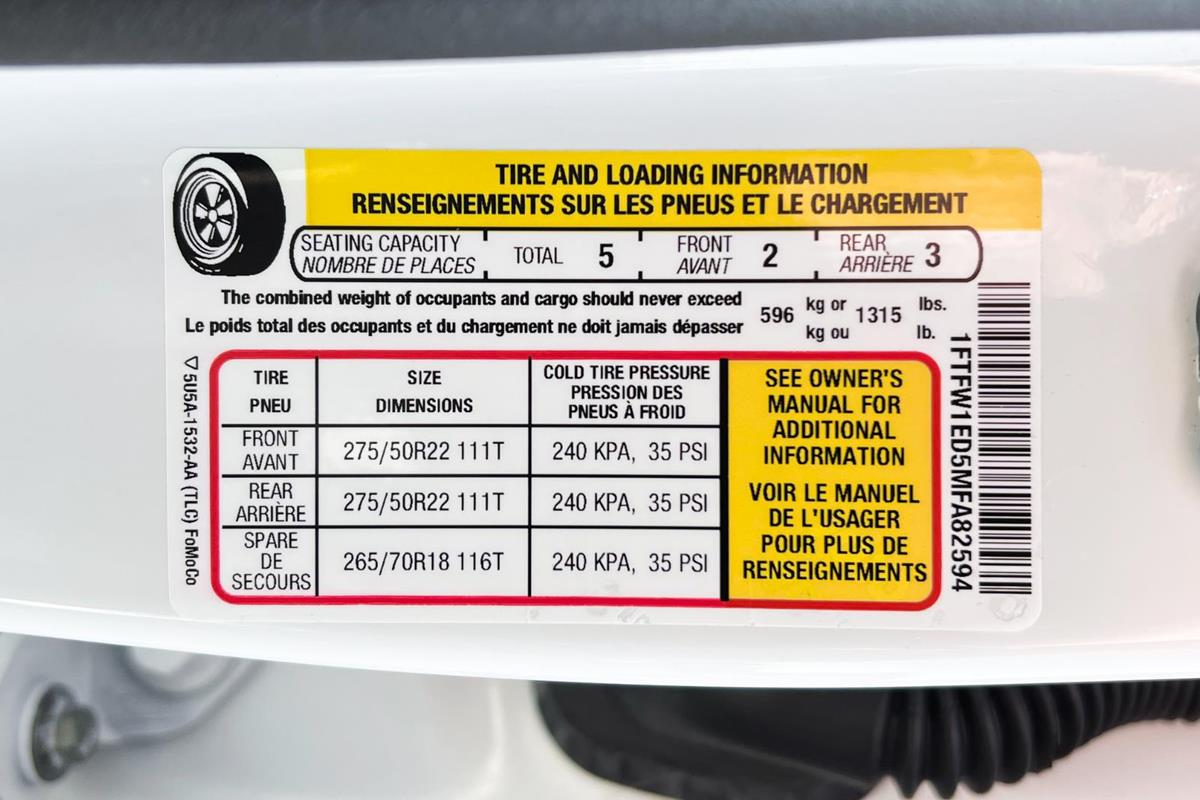 TIRE AND LOADING INFORMATION
RENSEIGNEMENTS SUR LES PNEUS ET LE CHARGEMENT
SEATING CAPACITY
NOMBRE DE PLACES
TOTAL 5
FRONT
AVANT
2
REAR
ARRIÈRE
3
The combined weight of occupants and cargo should never exceed
Le poids total des occupants et du chargement ne doit jamais dépasser
596
kg or
kg ou
1315
lbs.
lb.
TIRE
PNEU
SIZE
DIMENSIONS
COLD TIRE PRESSURE
PRESSION DES
PNEUS À FROID
FRONT
AVANT
275/50R22 111T
240 KPA, 35 PSI
REAR
ARRIÈRE
275/50R22 111T
240 KPA, 35 PSI
SPARE
DE
SECOURS
265/70R18 116T
240 KPA, 35 PSI
SEE OWNER'S
MANUAL FOR
ADDITIONAL
INFORMATION
VOIR LE MANUEL
DE L'USAGER
POUR PLUS DE
RENSEIGNEMENTS
5U5A-1532-AA (TLC) FoMoCo
1FTFW1ED5MFA82594